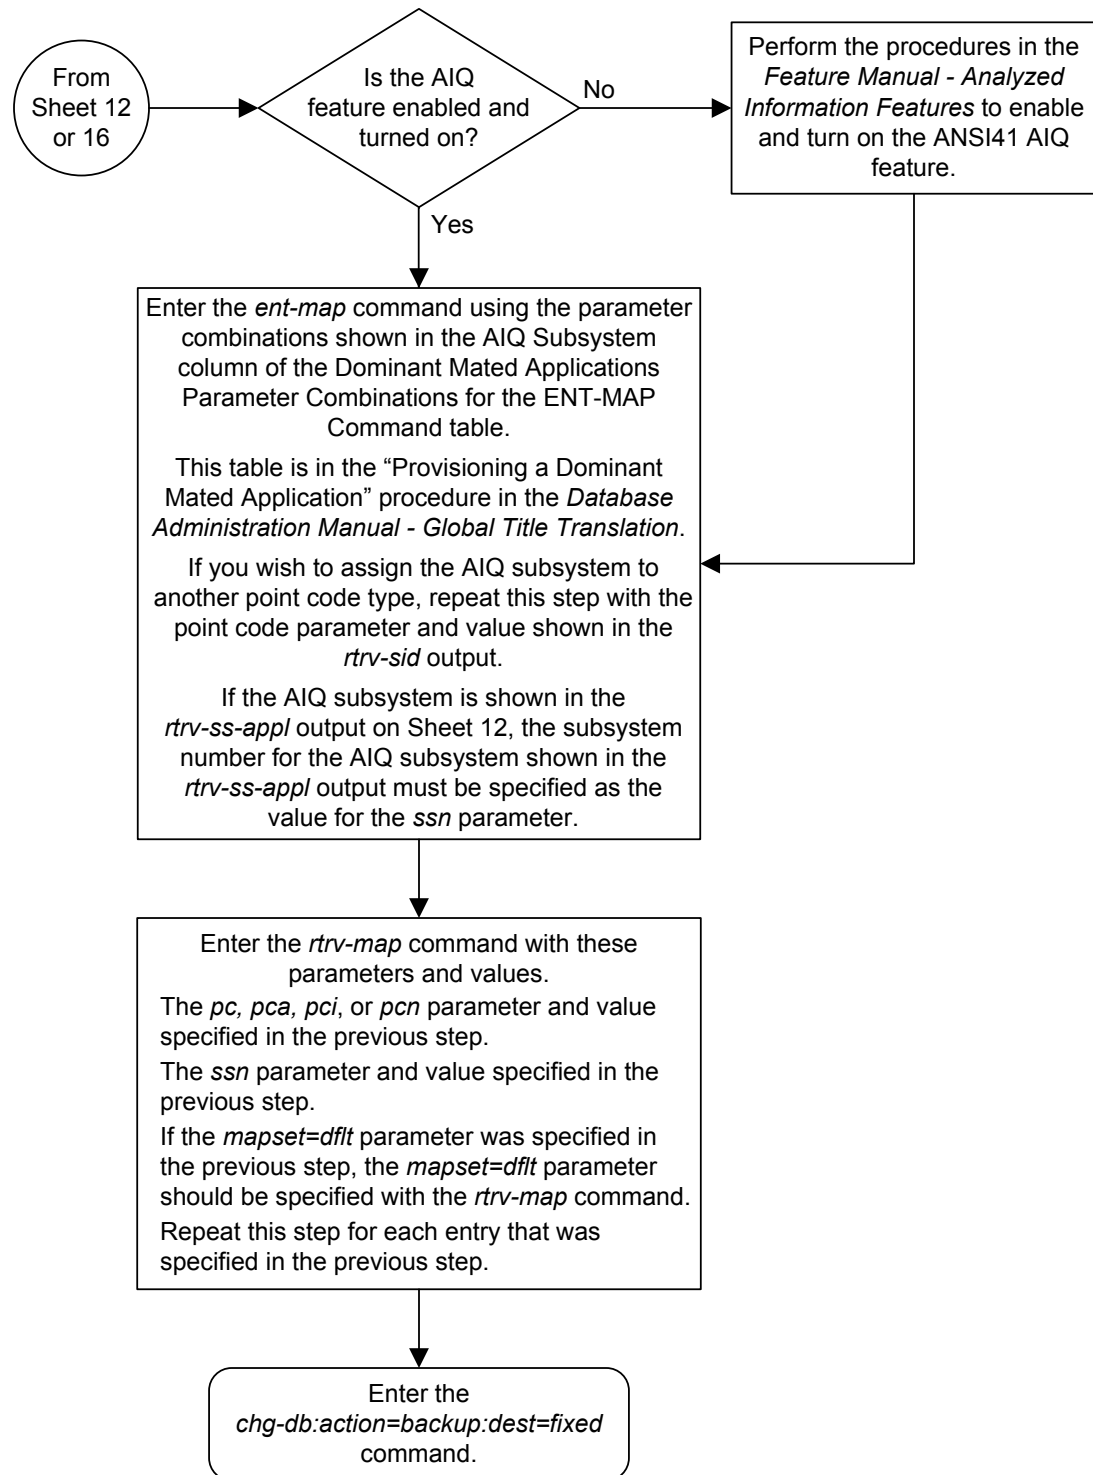 From
Sheet 12
or 16
Is the AIQ
feature enabled and
turned on?
No
Perform the procedures in the
Feature Manual - Analyzed
Information Features to enable
and turn on the ANSI41 AIQ
feature.
Yes
Enter the ent-map command using the parameter
combinations shown in the AIQ Subsystem
column of the Dominant Mated Applications
Parameter Combinations for the ENT-MAP
Command table.
This table is in the “Provisioning a Dominant
Mated Application” procedure in the Database
Administration Manual - Global Title Translation.
If you wish to assign the AIQ subsystem to
another point code type, repeat this step with the
point code parameter and value shown in the
rtrv-sid output.
If the AIQ subsystem is shown in the
rtrv-ss-appl output on Sheet 12, the subsystem
number for the AIQ subsystem shown in the
rtrv-ss-appl output must be specified as the
value for the ssn parameter.
Enter the rtrv-map command with these
parameters and values.
The pc, pca, pci, or pcn parameter and value
specified in the previous step.
The ssn parameter and value specified in the
previous step.
If the mapset=dflt parameter was specified in
the previous step, the mapset=dflt parameter
should be specified with the rtrv-map command.
Repeat this step for each entry that was
specified in the previous step.
Enter the
chg-db:action=backup:dest=fixed
command.